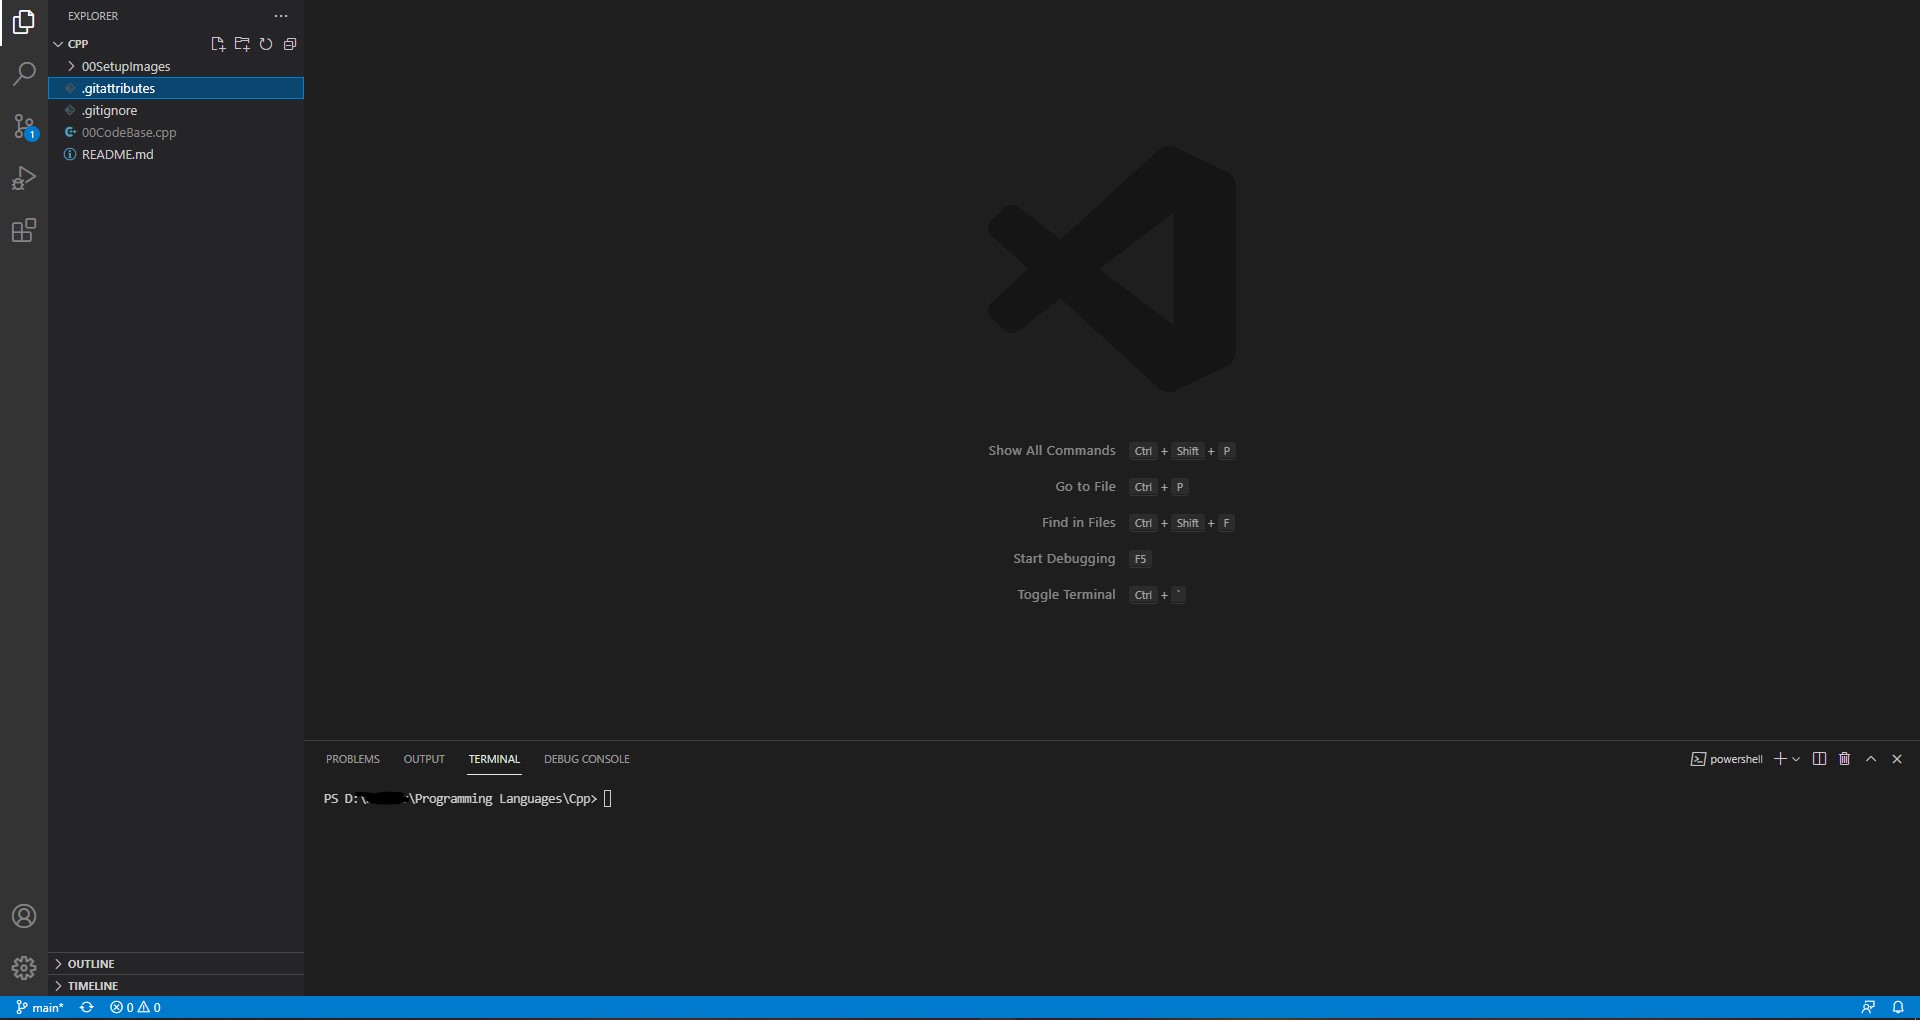 EXPLORER
CPP
00SetupImages
.gitattributes
.gitignore
00CodeBase.cpp
README.md
1
Show All Commands Ctrl + Shift + P
Go to File Ctrl + P
Find in Files Ctrl + Shift + F
Start Debugging F5
Toggle Terminal Ctrl + `
PROBLEMS OUTPUT TERMINAL DEBUG CONSOLE
powershell
PS D:\ \Programming Languages\Cpp>
OUTLINE
TIMELINE
main* 0 0